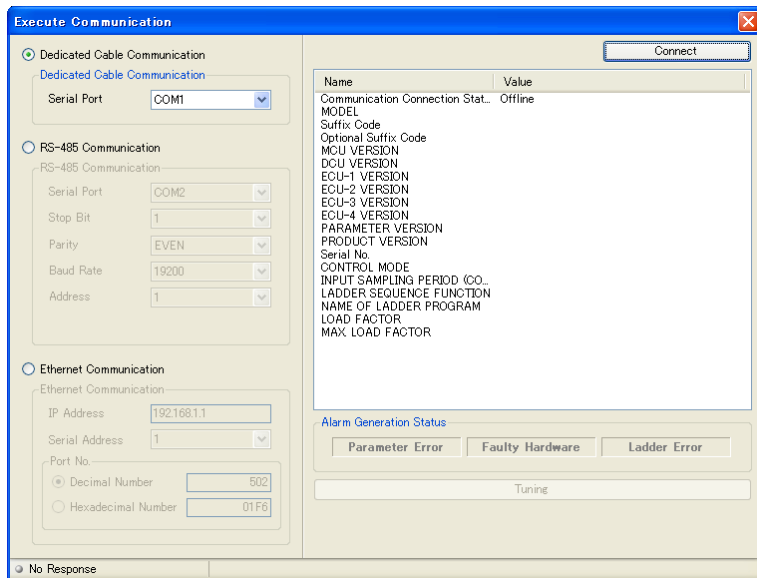 Execute Communication
Dedicated Cable Communication
Dedicated Cable Communication
Serial Port COM1
RS-485 Communication
RS-485 Communication
Serial Port COM2
Stop Bit 1
Parity EVEN
Baud Rate 19200
Address 1
Ethernet Communication
Ethernet Communication
IP Address 192.168.1.1
Serial Address 1
Port No.
Decimal Number 502
Hexadecimal Number 01F6
Connect
Name Value
Communication Connection Stat... Offline
MODEL
Suffix Code
Optional Suffix Code
MCU VERSION
DCU VERSION
ECU-1 VERSION
ECU-2 VERSION
ECU-3 VERSION
ECU-4 VERSION
PARAMETER VERSION
PRODUCT VERSION
Serial No.
CONTROL MODE
INPUT SAMPLING PERIOD (CO...
LADDER SEQUENCE FUNCTION
NAME OF LADDER PROGRAM
LOAD FACTOR
MAX. LOAD FACTOR
Alarm Generation Status
Parameter Error Faulty Hardware Ladder Error
Tuning
No Response